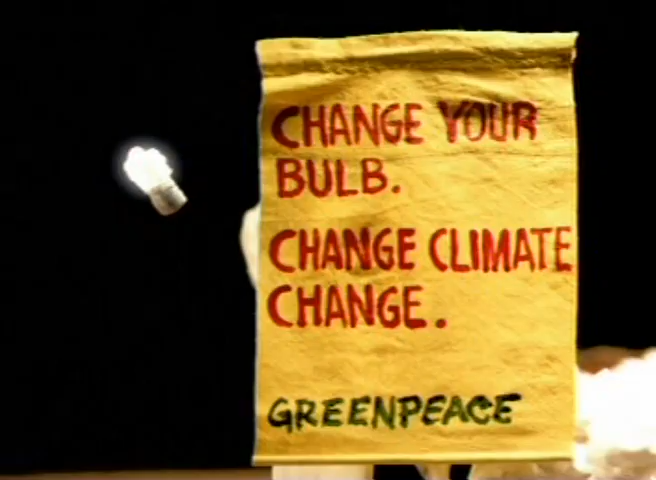 CHANGE YOUR
BULB.
CHANGE CLIMATE
CHANGE.
GREENPEACE